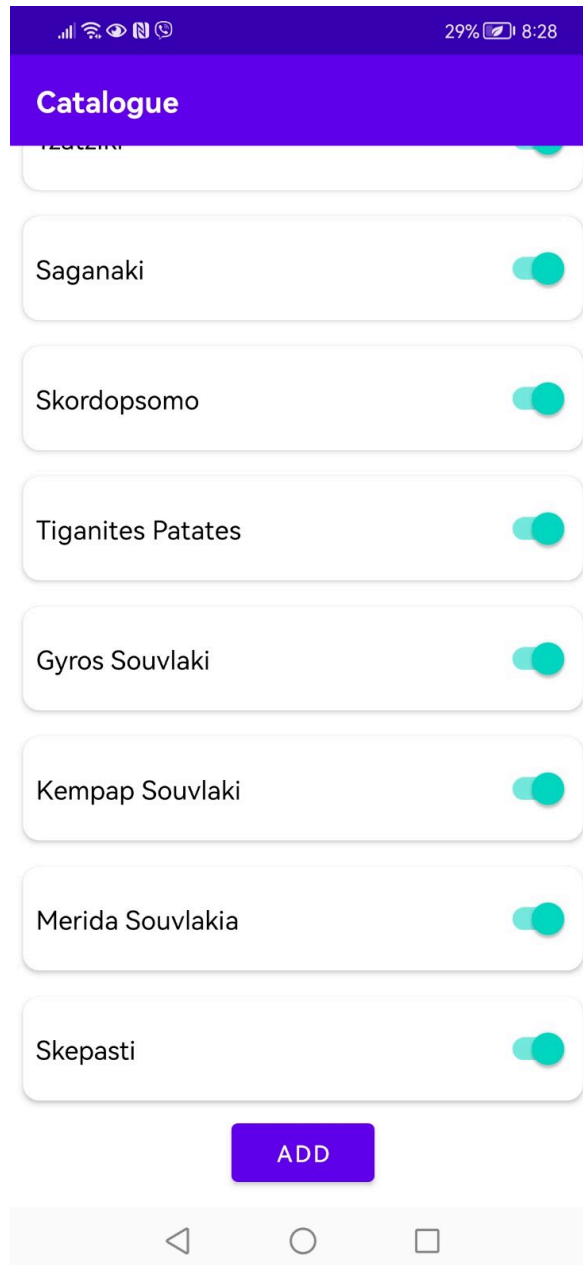 29% 8:28
Catalogue
Saganaki
Skordopsomo
Tiganites Patates
Gyros Souvlaki
Kempap Souvlaki
Merida Souvlakia
Skepasti
ADD